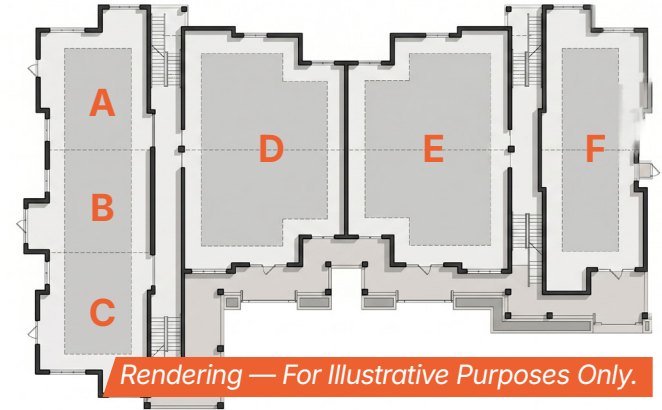 A
D
E
F
B
C
Rendering — For Illustrative Purposes Only.